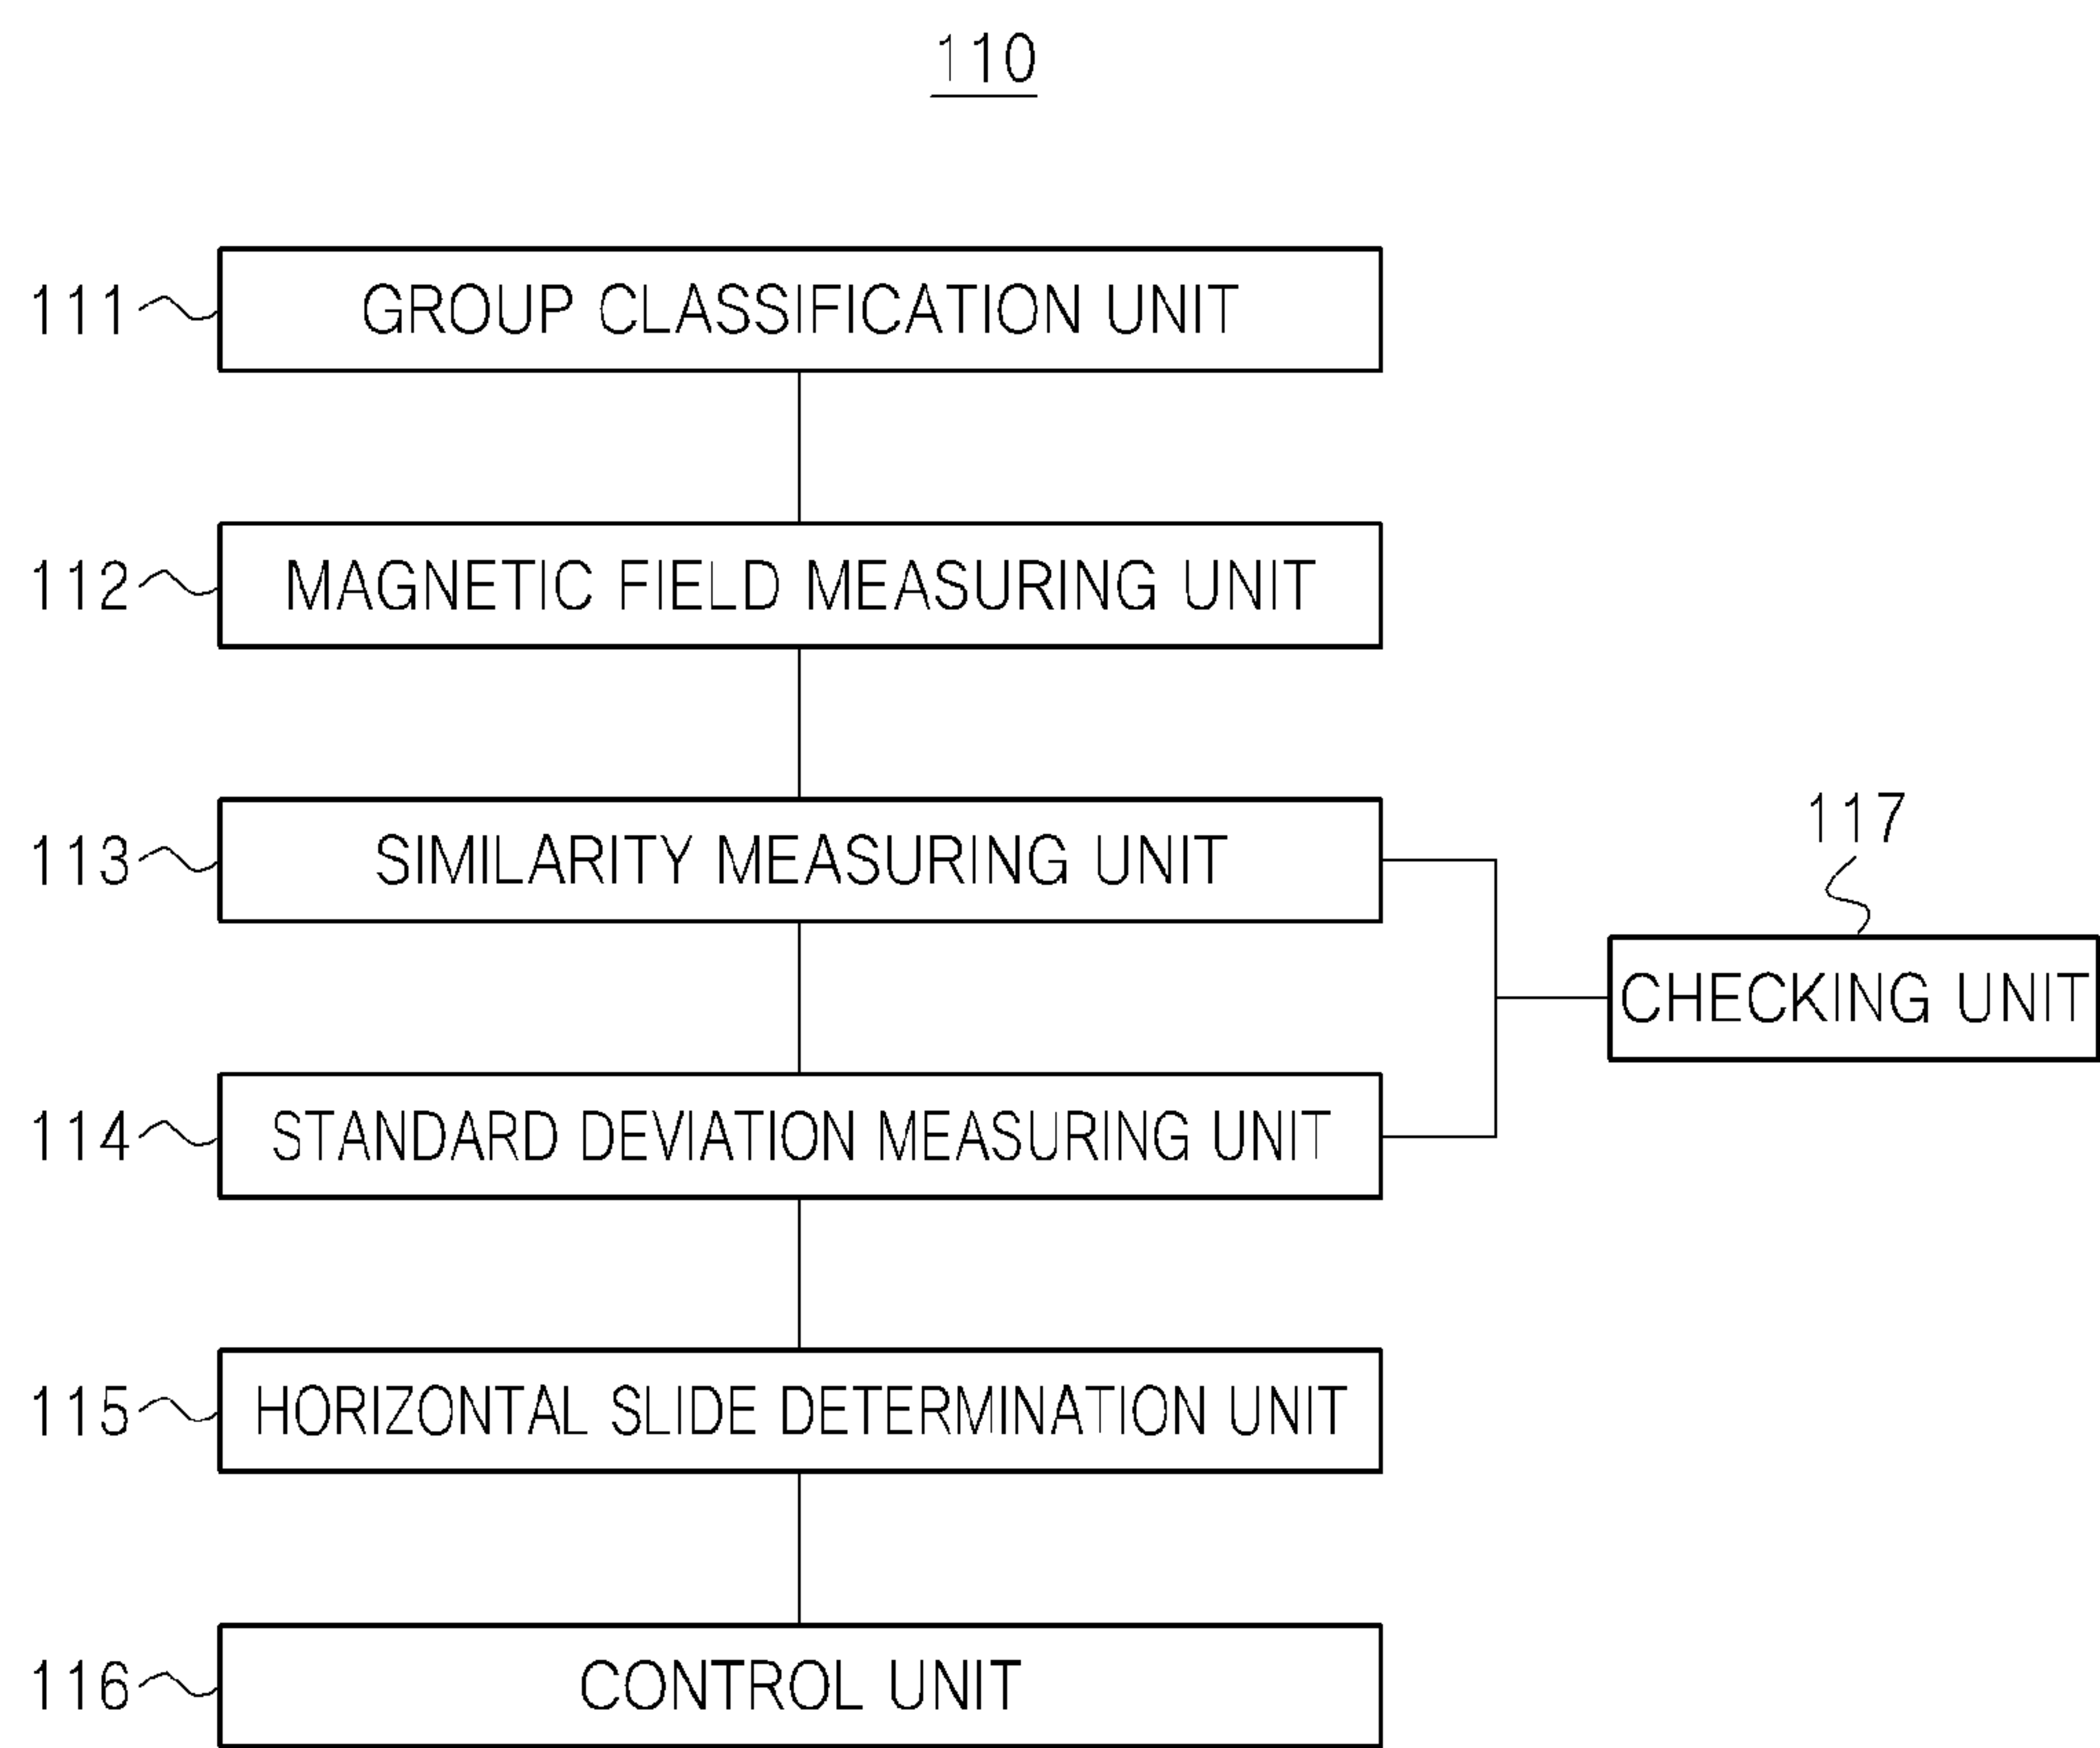 110
111 GROUP CLASSIFICATION UNIT
112 MAGNETIC FIELD MEASURING UNIT
113 SIMILARITY MEASURING UNIT
117
CHECKING UNIT
114 STANDARD DEVIATION MEASURING UNIT
115 HORIZONTAL SLIDE DETERMINATION UNIT
116 CONTROL UNIT